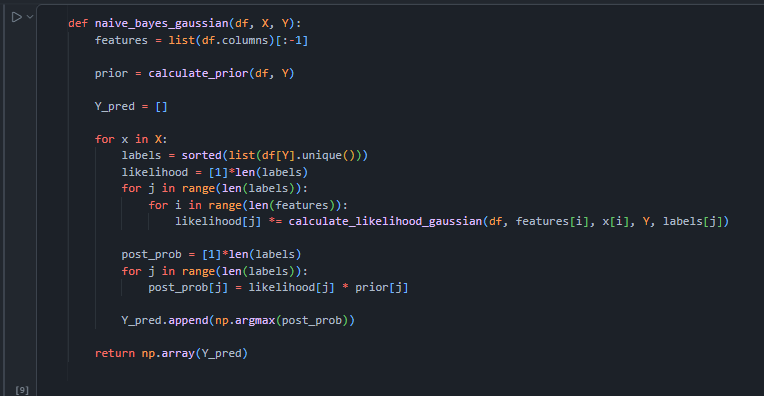 def naive_bayes_gaussian(df, X, Y):
    features = list(df.columns)[:-1]
    prior = calculate_prior(df, Y)
    Y_pred = []
    for x in X:
        labels = sorted(list(df[Y].unique()))
        likelihood = [1]*len(labels)
        for j in range(len(labels)):
            for i in range(len(features)):
                likelihood[j] *= calculate_likelihood_gaussian(df, features[i], x[i], Y, labels[j])
        post_prob = [1]*len(labels)
        for j in range(len(labels)):
            post_prob[j] = likelihood[j] * prior[j]
        Y_pred.append(np.argmax(post_prob))
    return np.array(Y_pred)
[9]